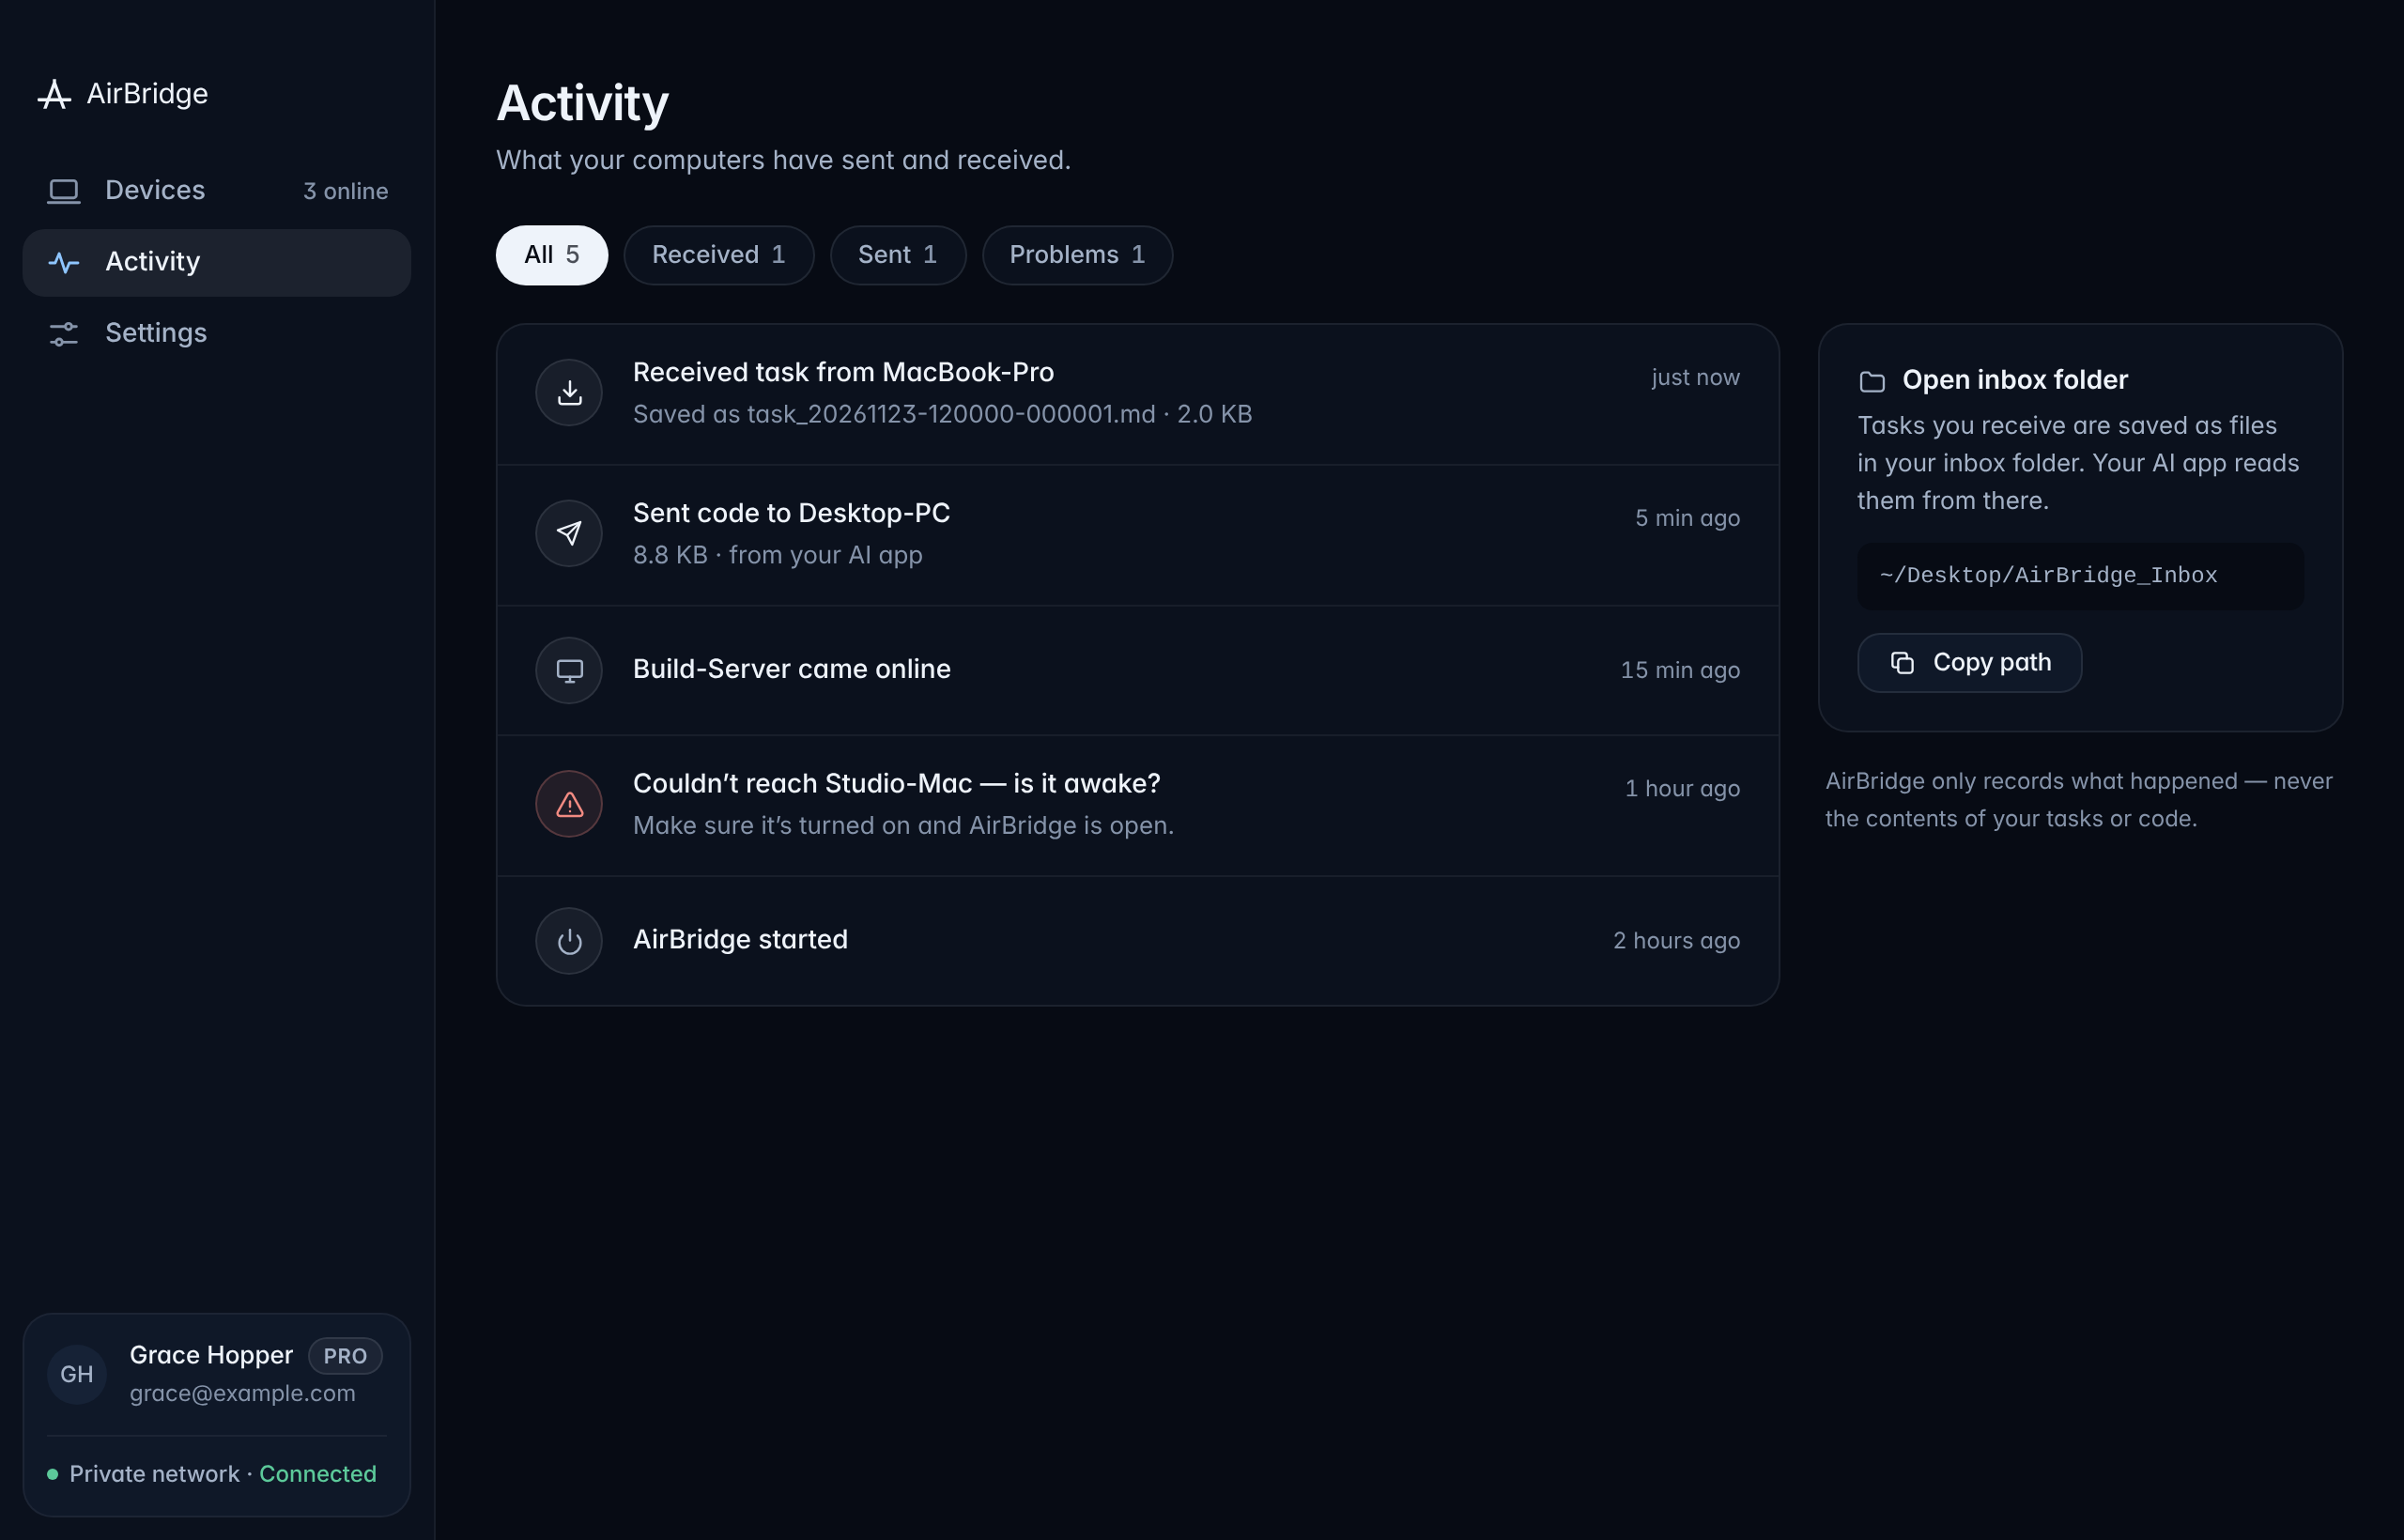 AirBridge
Devices 3 online
Activity
Settings
Activity
What your computers have sent and received.
All 5 Received 1 Sent 1 Problems 1
Received task from MacBook-Pro just now
Saved as task_20261123-120000-000001.md · 2.0 KB
Sent code to Desktop-PC 5 min ago
8.8 KB · from your AI app
Build-Server came online 15 min ago
Couldn’t reach Studio-Mac — is it awake? 1 hour ago
Make sure it’s turned on and AirBridge is open.
AirBridge started 2 hours ago
Open inbox folder
Tasks you receive are saved as files
in your inbox folder. Your AI app reads
them from there.
~/Desktop/AirBridge_Inbox
Copy path
AirBridge only records what happened — never
the contents of your tasks or code.
GH
Grace Hopper PRO
grace@example.com
Private network · Connected